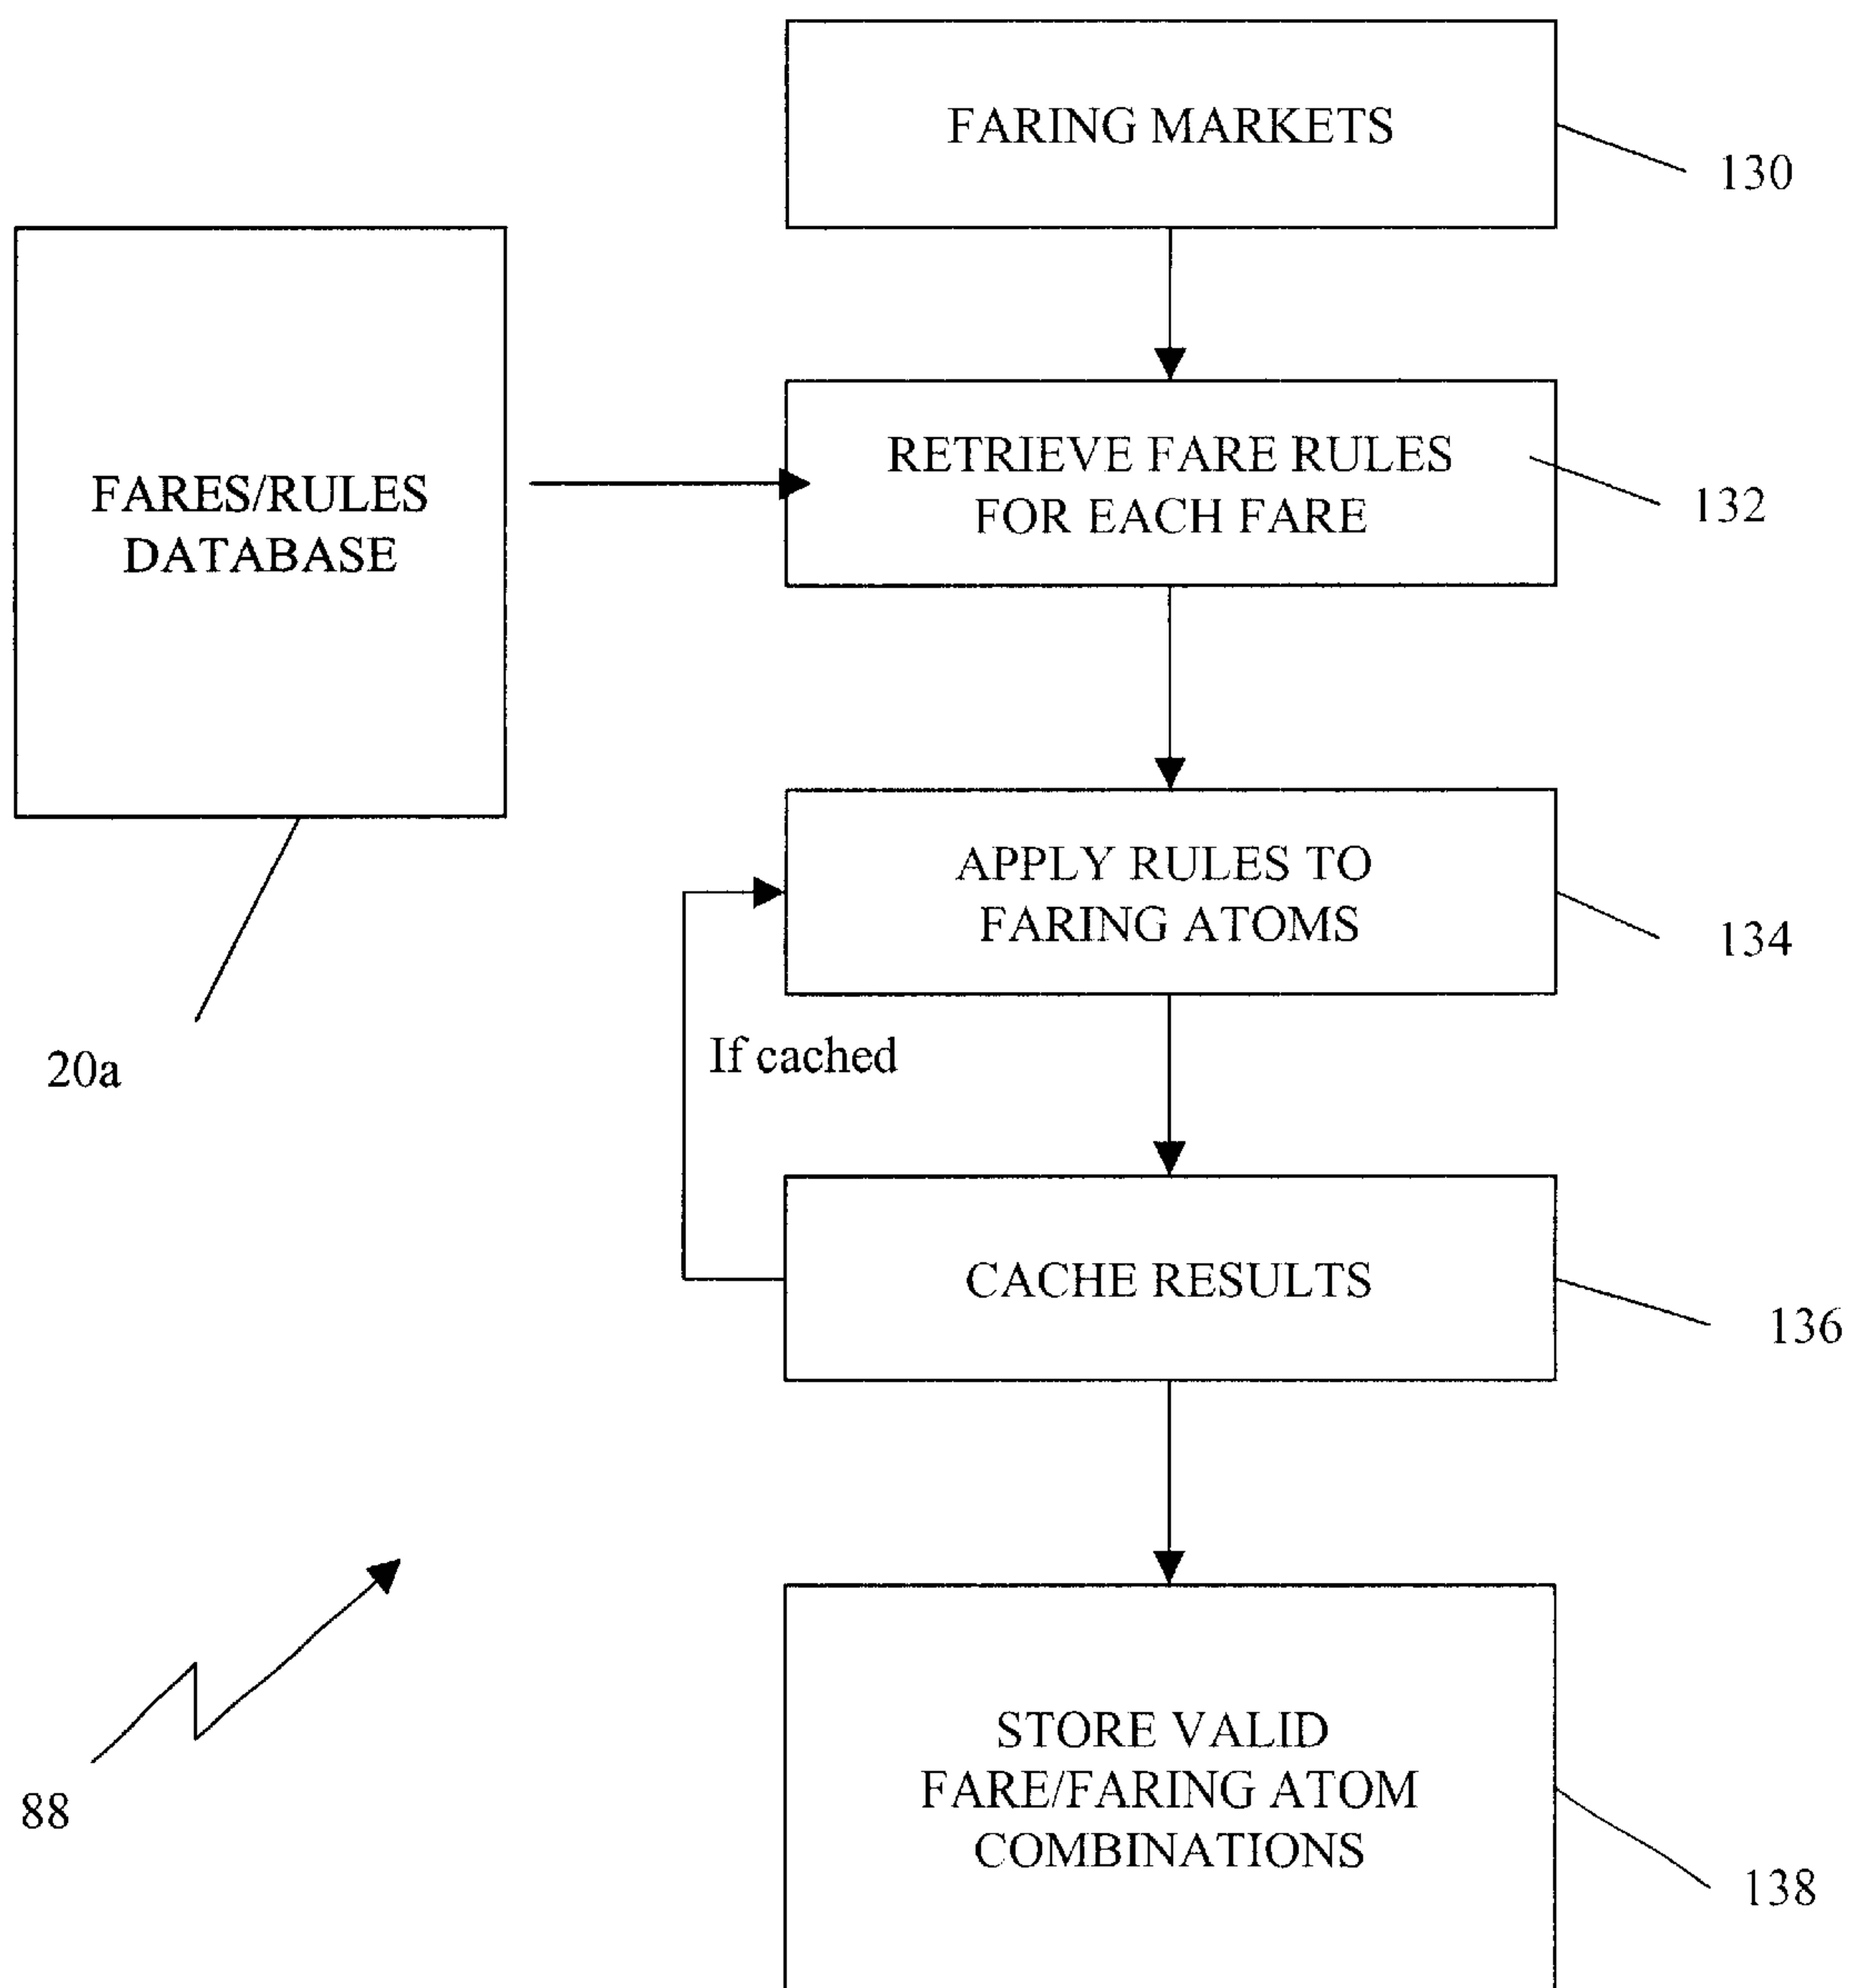 FARING MARKETS
130
FARES/RULES
DATABASE
RETRIEVE FARE RULES
FOR EACH FARE
132
APPLY RULES TO
FARING ATOMS
134
20a
If cached
CACHE RESULTS
136
STORE VALID
FARE/FARING ATOM
COMBINATIONS
138
88